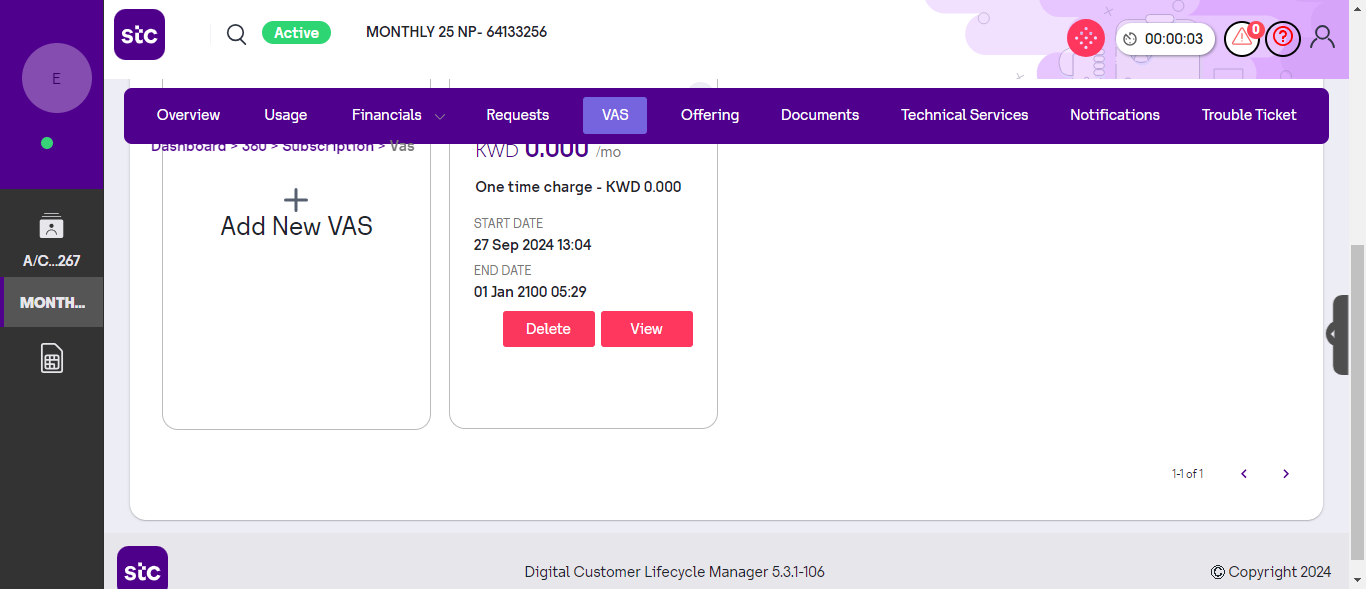 stc
Active
MONTHLY 25 NP- 64133256
00:00:03
0
?
E
Overview
Usage
Financials
Requests
VAS
Offering
Documents
Technical Services
Notifications
Trouble Ticket
Dashboard > 360 > Subscription > Vas
A/C...267
MONTH...
Add New VAS
KWD 0.000 /mo
One time charge - KWD 0.000
START DATE
27 Sep 2024 13:04
END DATE
01 Jan 2100 05:29
Delete
View
1-1 of 1
stc
Digital Customer Lifecycle Manager 5.3.1-106
© Copyright 2024